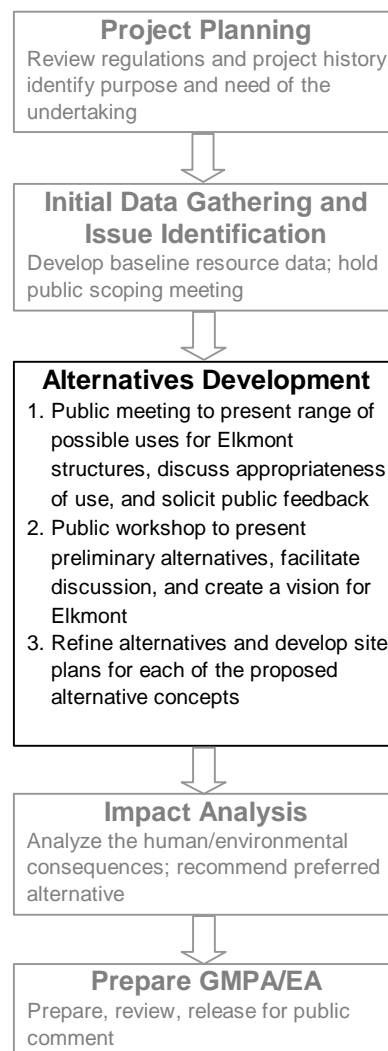 Project Planning
Review regulations and project history
identify purpose and need of the
undertaking
Initial Data Gathering and
Issue Identification
Develop baseline resource data; hold
public scoping meeting
Alternatives Development
1. Public meeting to present range of
possible uses for Elkmont
structures, discuss appropriateness
of use, and solicit public feedback
2. Public workshop to present
preliminary alternatives, facilitate
discussion, and create a vision for
Elkmont
3. Refine alternatives and develop site
plans for each of the proposed
alternative concepts
Impact Analysis
Analyze the human/environmental
consequences; recommend preferred
alternative
Prepare GMPA/EA
Prepare, review, release for public
comment